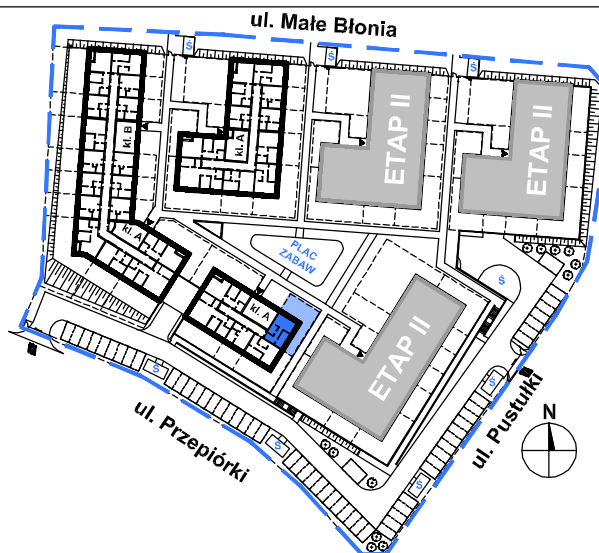 ul. Małe Błonia
Ś
Ś
Ś
kl. B
kl. A
ETAP II
ETAP II
kl. A
PLAC
ZABAW
Ś
kl. A
ETAP II
Ś
Ś
ul. Przepiórki
Ś
Ś
ul. Pustułki
N